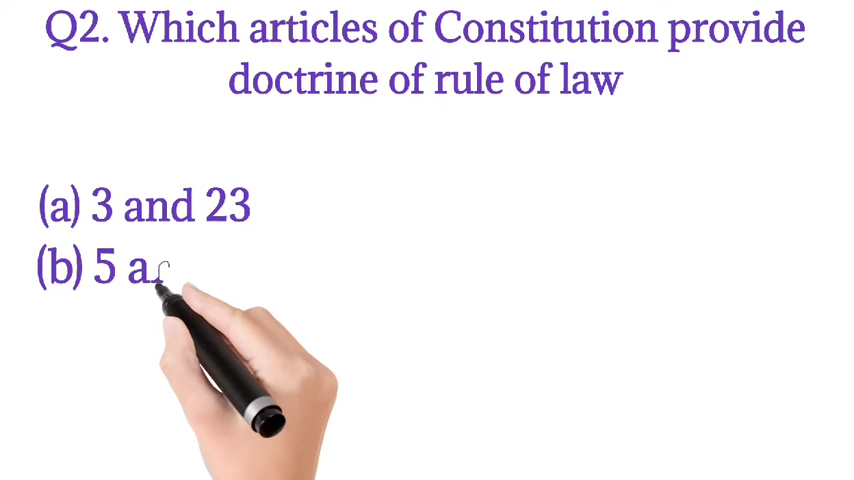 Q2. Which articles of Constitution provide
doctrine of rule of law
(a) 3 and 23
(b) 5